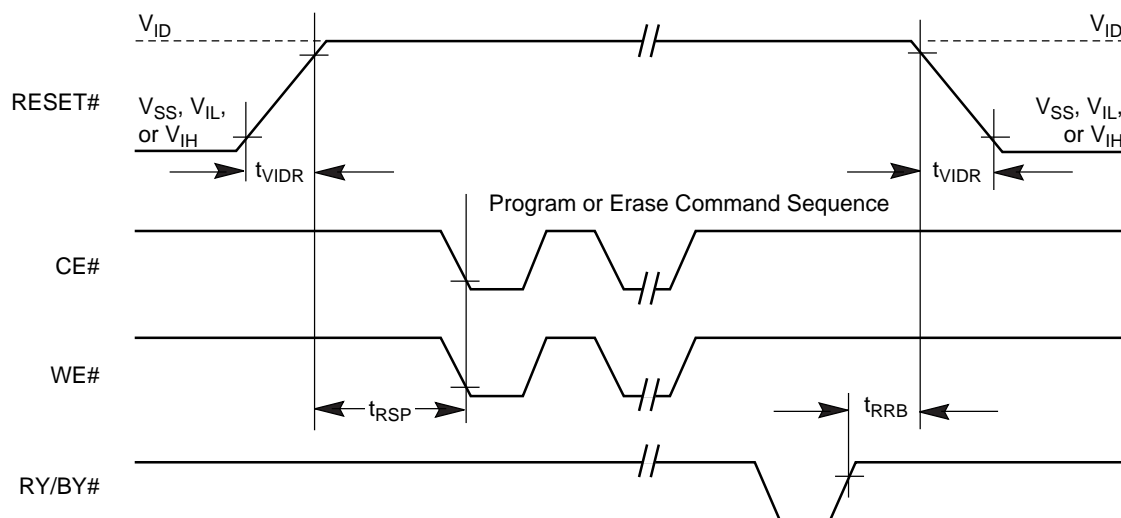 VID
VID
RESET#
VSS, VIL,
or VIH
VSS, VIL,
or VIH
tVIDR
tVIDR
Program or Erase Command Sequence
CE#
WE#
tRSP
tRRB
RY/BY#